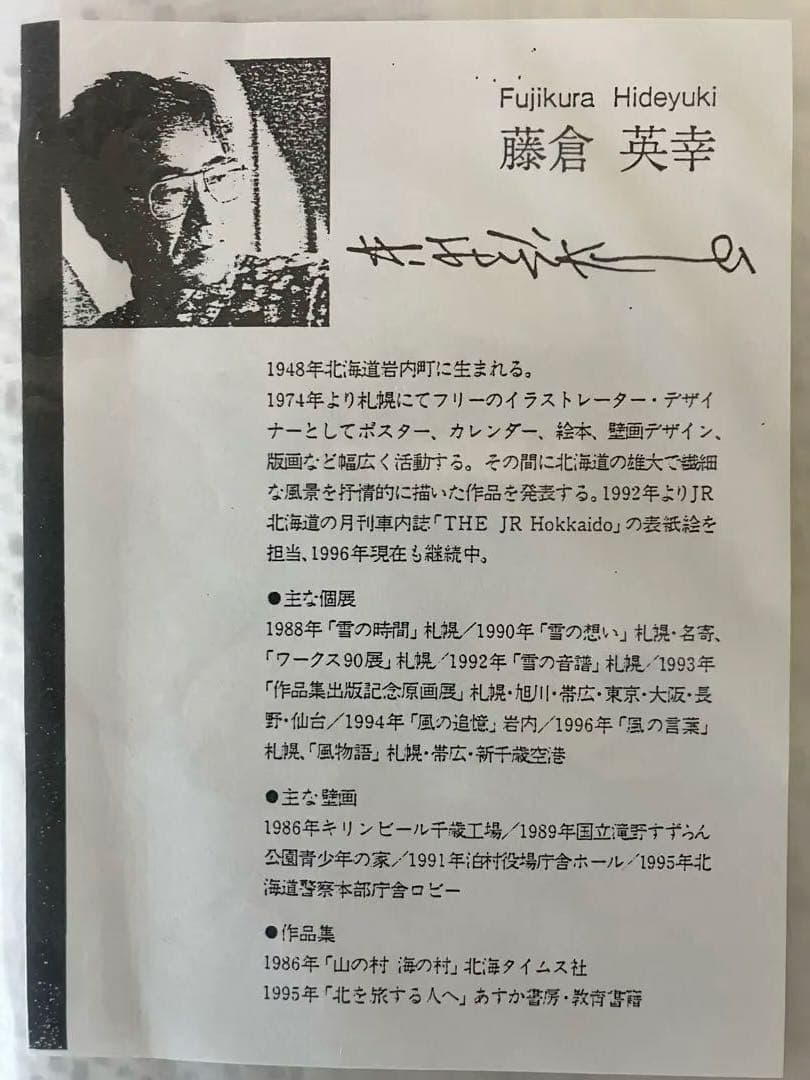 Fujikura Hideyuki
藤倉 英幸
1948年北海道岩内町に生まれる。
1974年より札幌にてフリーのイラストレーター・デザイ
ナーとしてポスター、カレンダー、絵本、壁画デザイン、
版画など幅広く活動する。その間に北海道の雄大で繊細
な風景を抒情的に描いた作品を発表する。1992年よりJR
北海道の月刊車内誌「THE JR Hokkaido」の表紙絵を
担当、1996年現在も継続中。
●主な個展
1988年「雪の時間」札幌／1990年「雪の想い」札幌・名寄、
「ワークス90展」札幌／1992年「雪の音譜」札幌／1993年
「作品集出版記念原画展」札幌・旭川・帯広・東京・大阪・長
野・仙台／1994年「風の追憶」岩内／1996年「風の言葉」
札幌、「風物語」札幌・帯広・新千歳空港
●主な壁画
1986年キリンビール千歳工場／1989年国立滝野すずらん
公園青少年の家／1991年泊村役場庁舎ホール／1995年北
海道警察本部庁舎ロビー
●作品集
1986年「山の村 海の村」北海タイムス社
1995年「北を旅する人へ」あすか書房・教育書籍